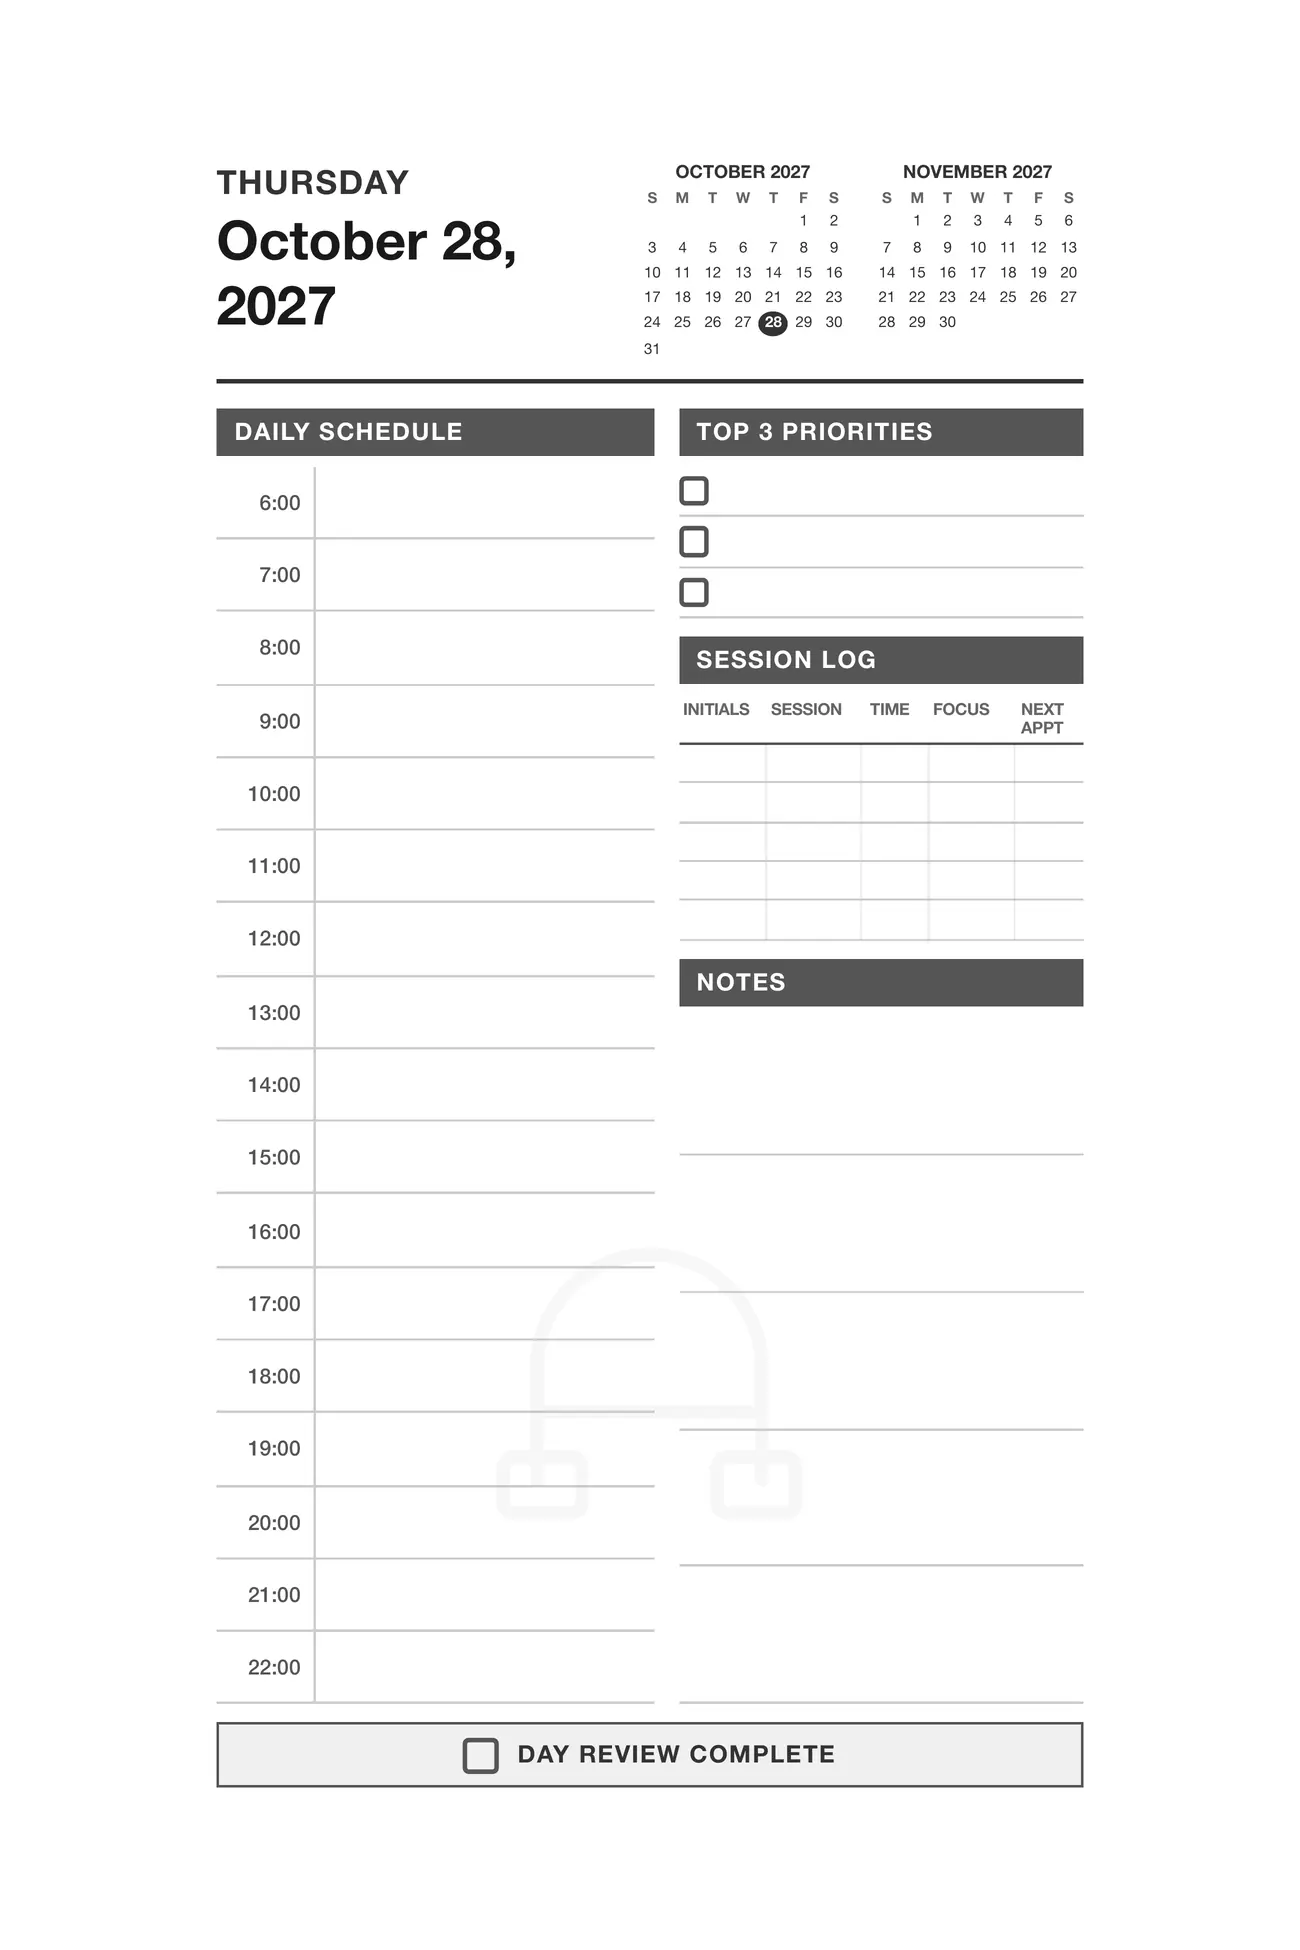 THURSDAY
October 28,
2027
OCTOBER 2027
S M T W T F S
1 2
3 4 5 6 7 8 9
10 11 12 13 14 15 16
17 18 19 20 21 22 23
24 25 26 27 28 29 30
31
NOVEMBER 2027
S M T W T F S
1 2 3 4 5 6
7 8 9 10 11 12 13
14 15 16 17 18 19 20
21 22 23 24 25 26 27
28 29 30
DAILY SCHEDULE
6:00
7:00
8:00
9:00
10:00
11:00
12:00
13:00
14:00
15:00
16:00
17:00
18:00
19:00
20:00
21:00
22:00
TOP 3 PRIORITIES
SESSION LOG
INITIALS SESSION TIME FOCUS NEXT
APPT
NOTES
DAY REVIEW COMPLETE